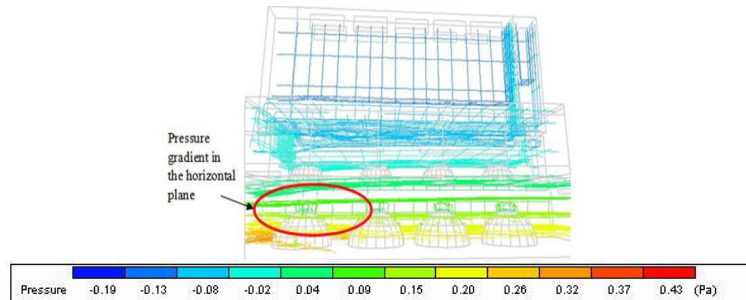 Pressure
gradient in
the horizontal
plane
Pressure -0.19 -0.13 -0.08 -0.02 0.04 0.09 0.15 0.20 0.26 0.32 0.37 0.43 (Pa)